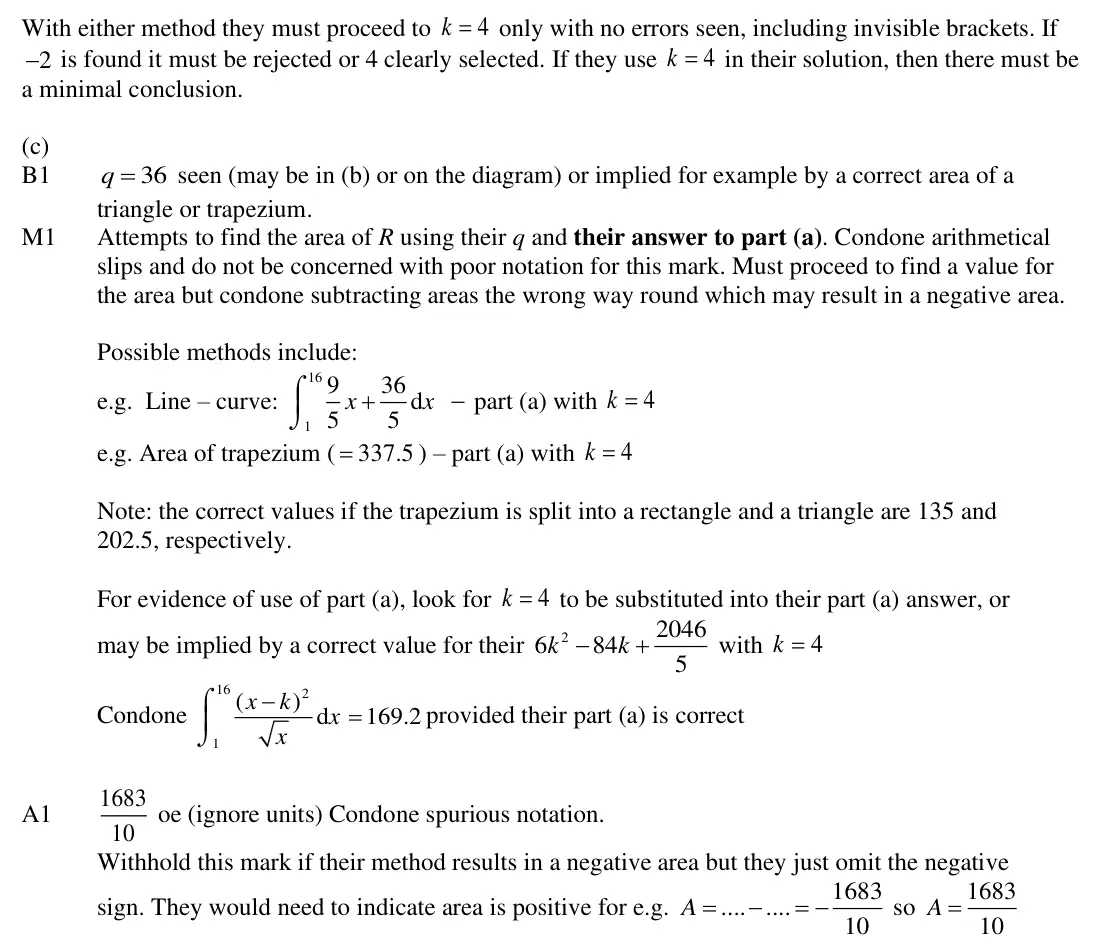 With either method they must proceed to k = 4 only with no errors seen, including invisible brackets. If
−2 is found it must be rejected or 4 clearly selected. If they use k = 4 in their solution, then there must be
a minimal conclusion.
(c)
B1 q = 36 seen (may be in (b) or on the diagram) or implied for example by a correct area of a
triangle or trapezium.
M1 Attempts to find the area of R using their q and their answer to part (a). Condone arithmetical
slips and do not be concerned with poor notation for this mark. Must proceed to find a value for
the area but condone subtracting areas the wrong way round which may result in a negative area.
Possible methods include:
e.g. Line – curve: ∫₁¹⁶ 9/5 x + 36/5 dx − part (a) with k = 4
e.g. Area of trapezium ( = 337.5 ) – part (a) with k = 4
Note: the correct values if the trapezium is split into a rectangle and a triangle are 135 and
202.5, respectively.
For evidence of use of part (a), look for k = 4 to be substituted into their part (a) answer, or
may be implied by a correct value for their 6k² − 84k + 2046/5 with k = 4
Condone ∫₁¹⁶ (x − k)²/√x dx = 169.2 provided their part (a) is correct
A1 1683/10 oe (ignore units) Condone spurious notation.
Withhold this mark if their method results in a negative area but they just omit the negative
sign. They would need to indicate area is positive for e.g. A = .... − .... = − 1683/10 so A = 1683/10